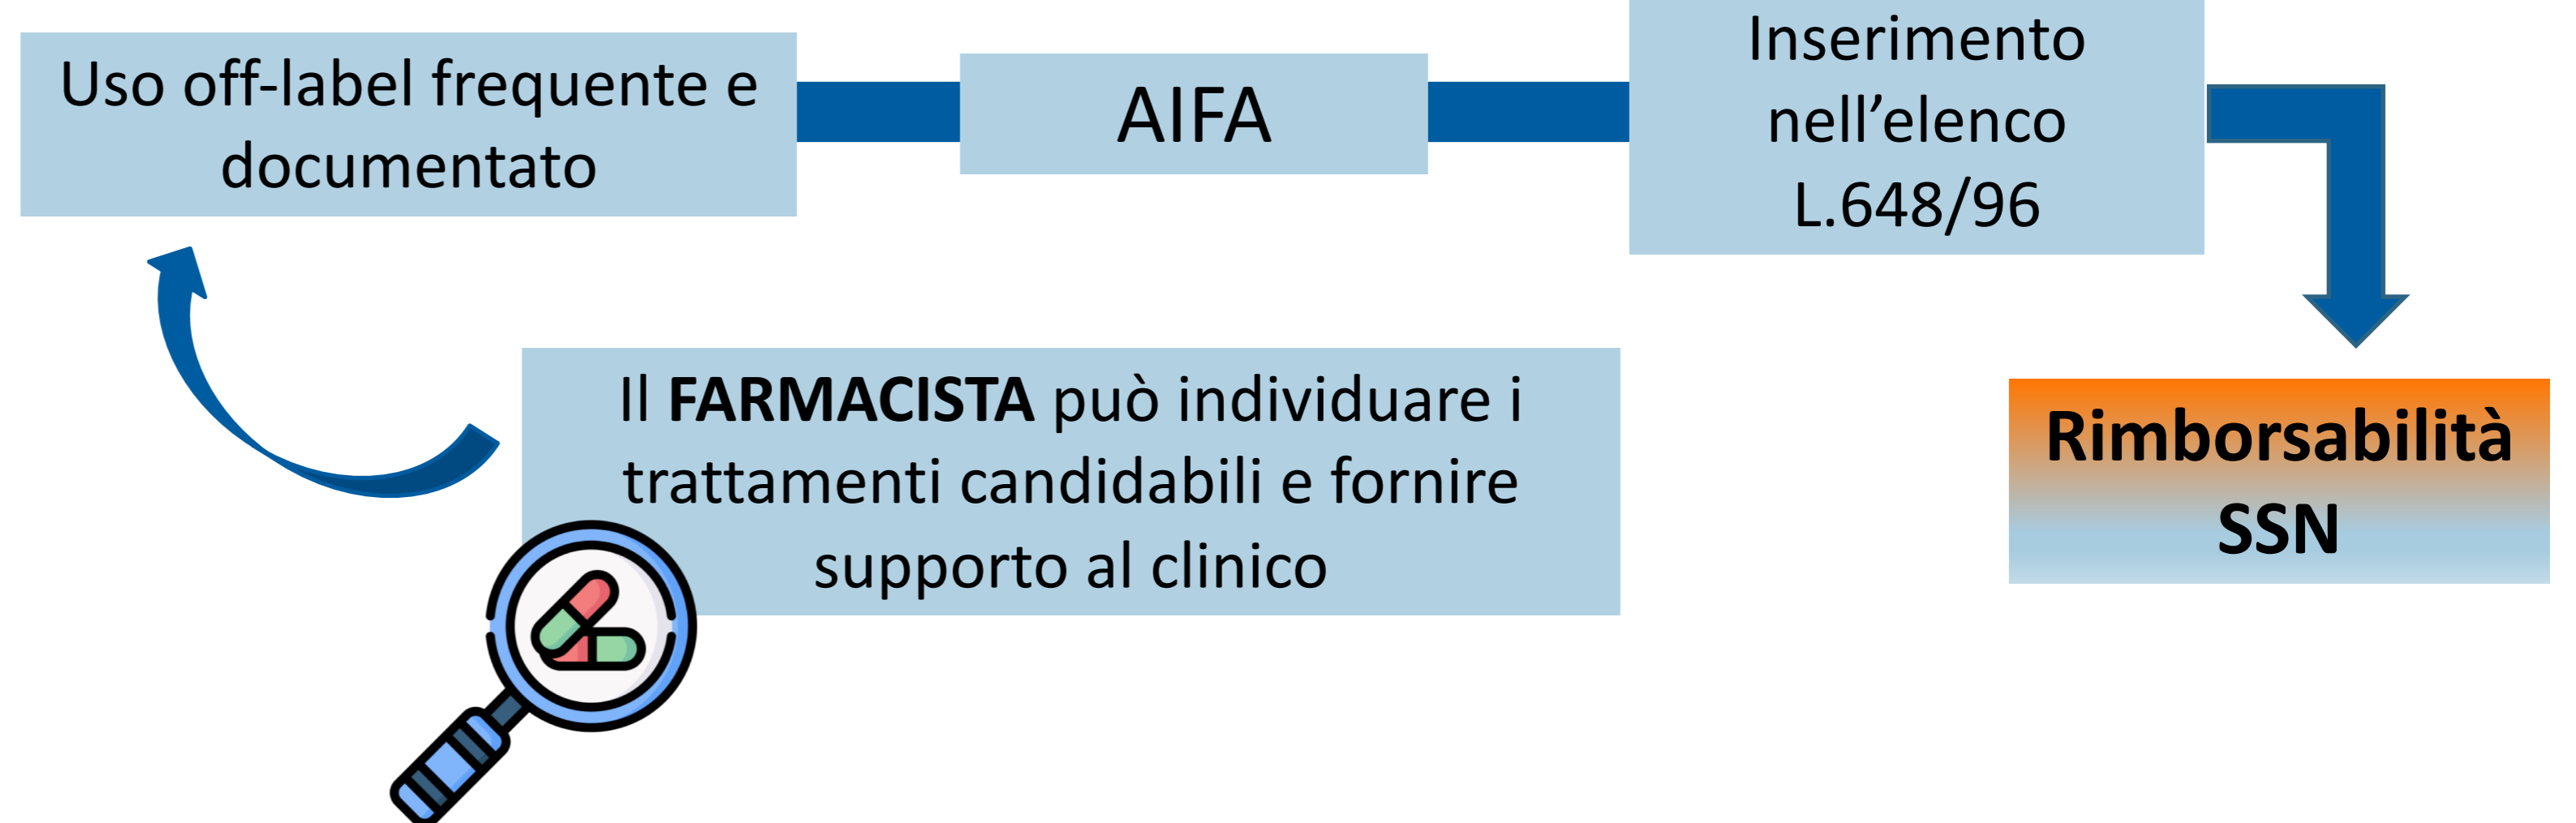 Uso off-label frequente e
documentato
AIFA
Inserimento
nell’elenco
L.648/96
Il FARMACISTA può individuare i
trattamenti candidabili e fornire
supporto al clinico
Rimborsabilità
SSN